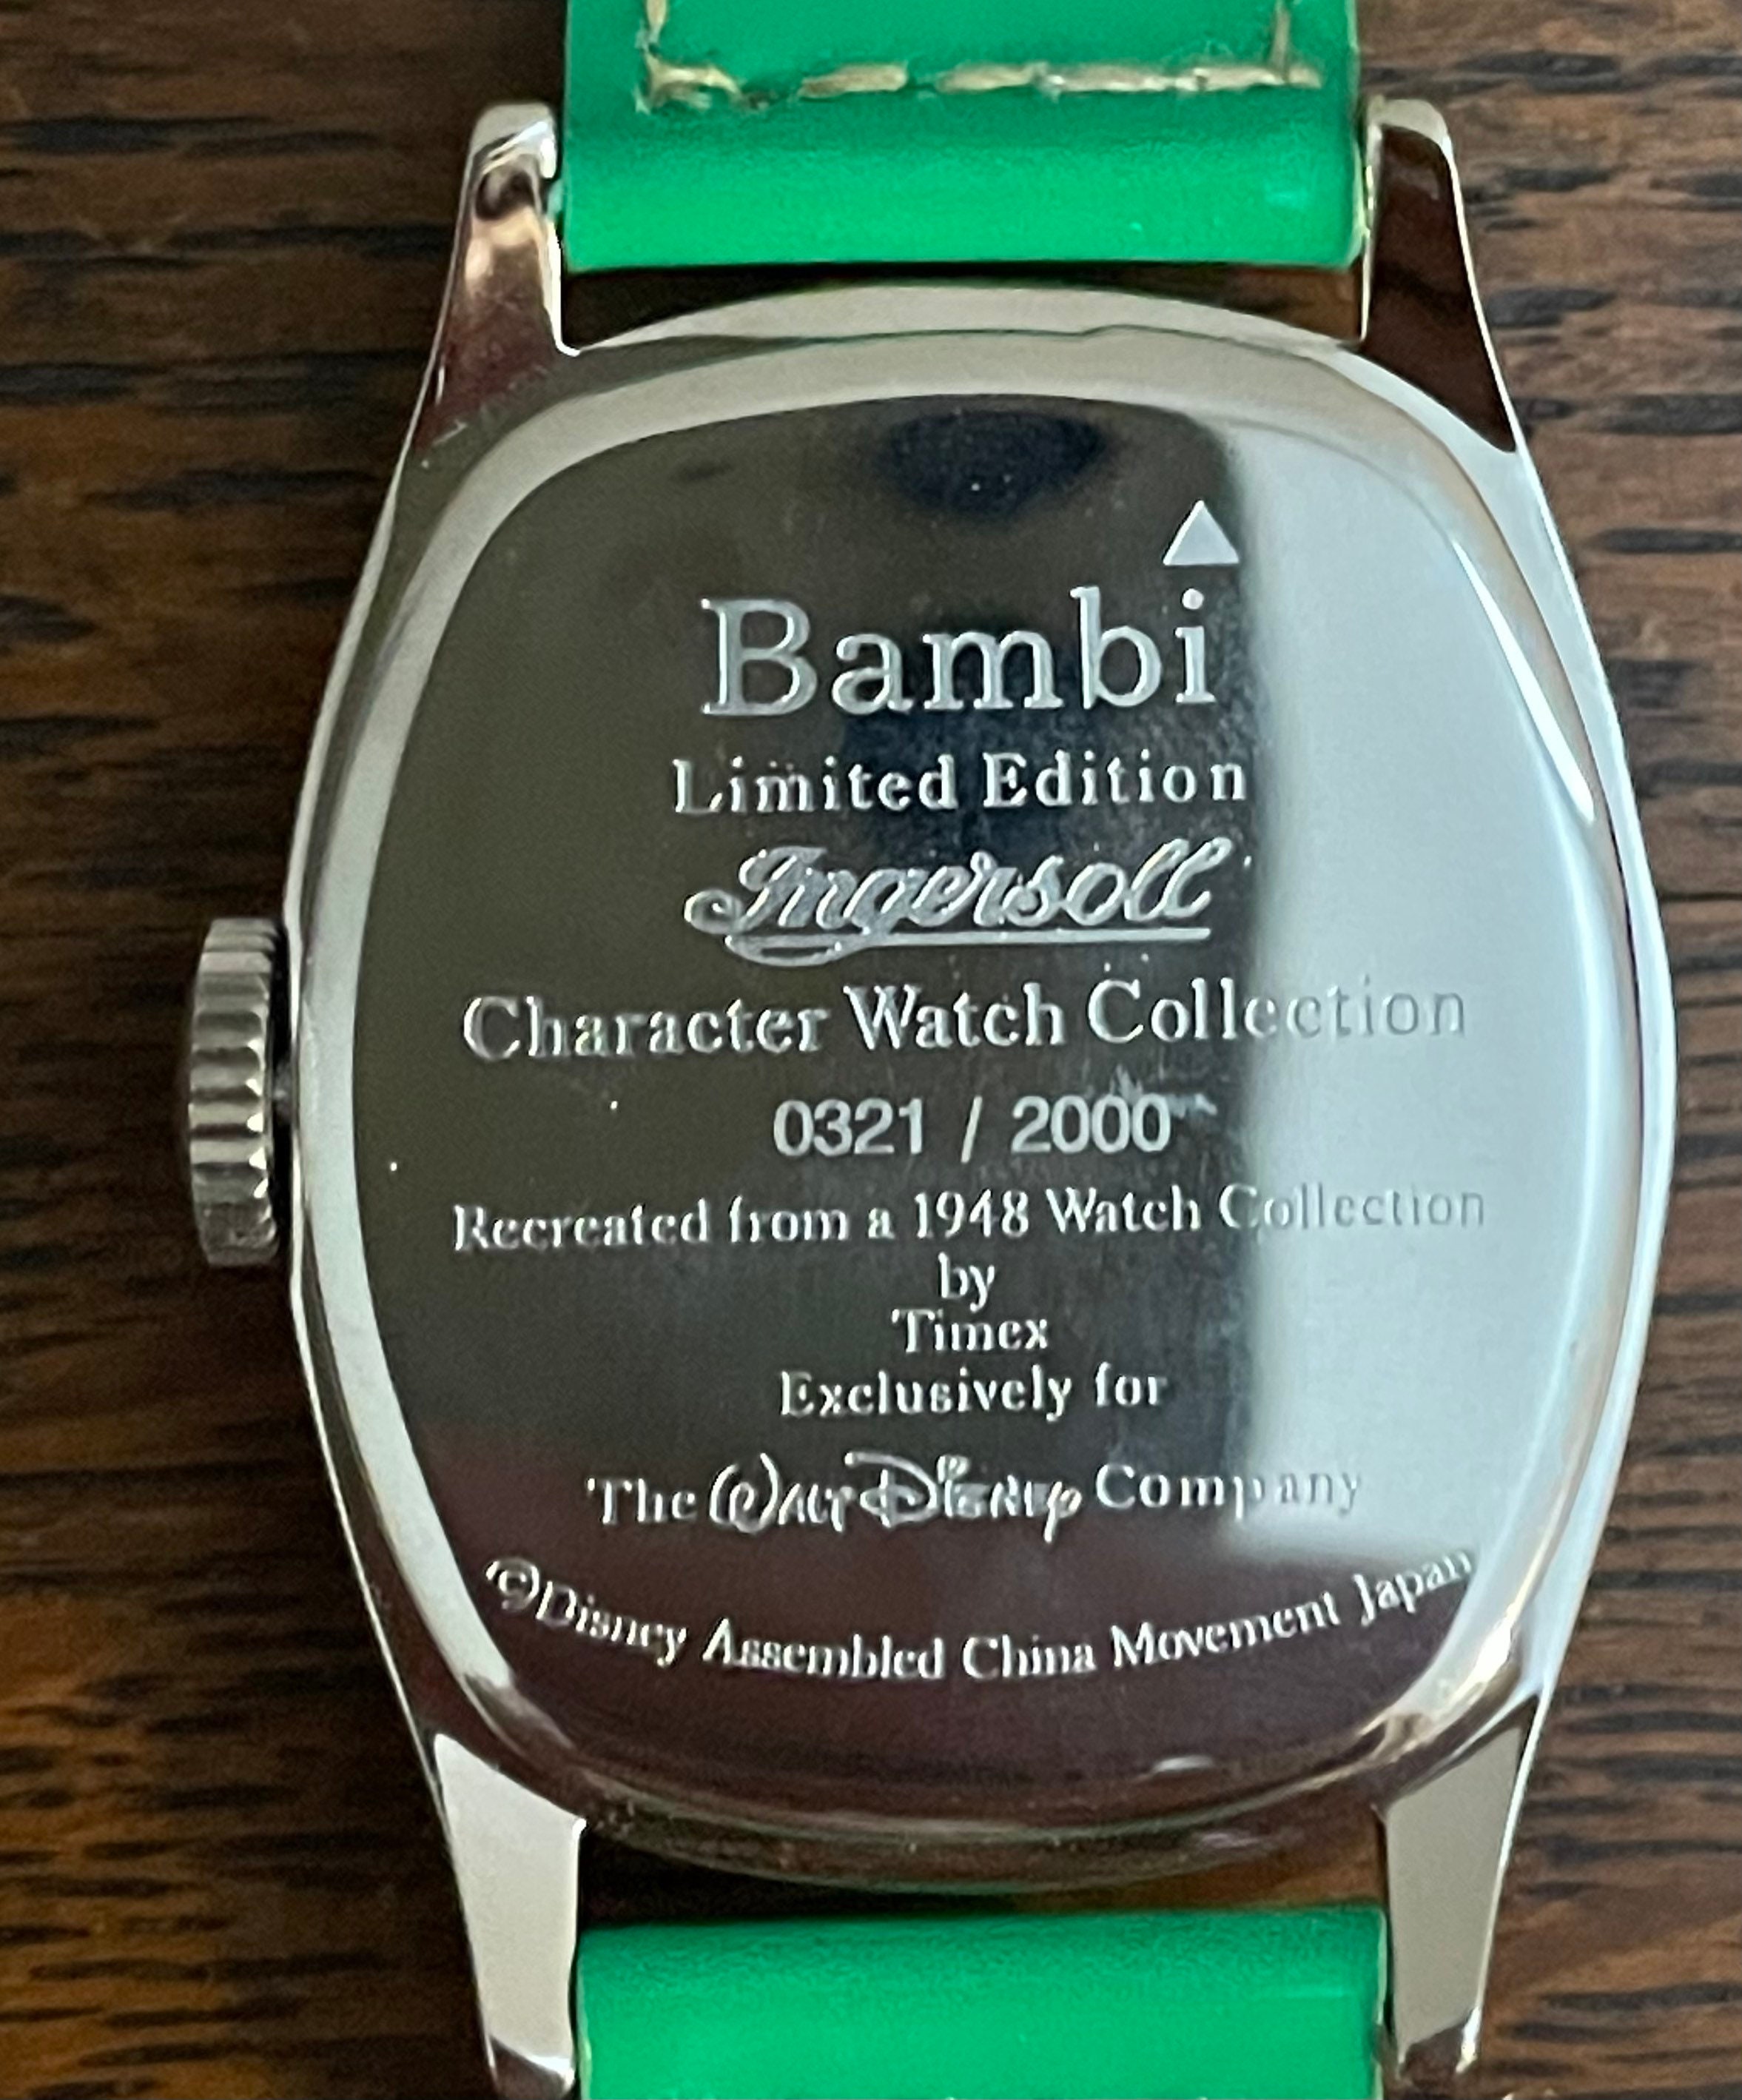 Bambi
Limited Edition
Ingersoll
Character Watch Collection
0321 / 2000
Recreated from a 1948 Watch Collection
by
Timex
Exclusively for
The Walt Disney Company
©Disney Assembled China Movement Japan